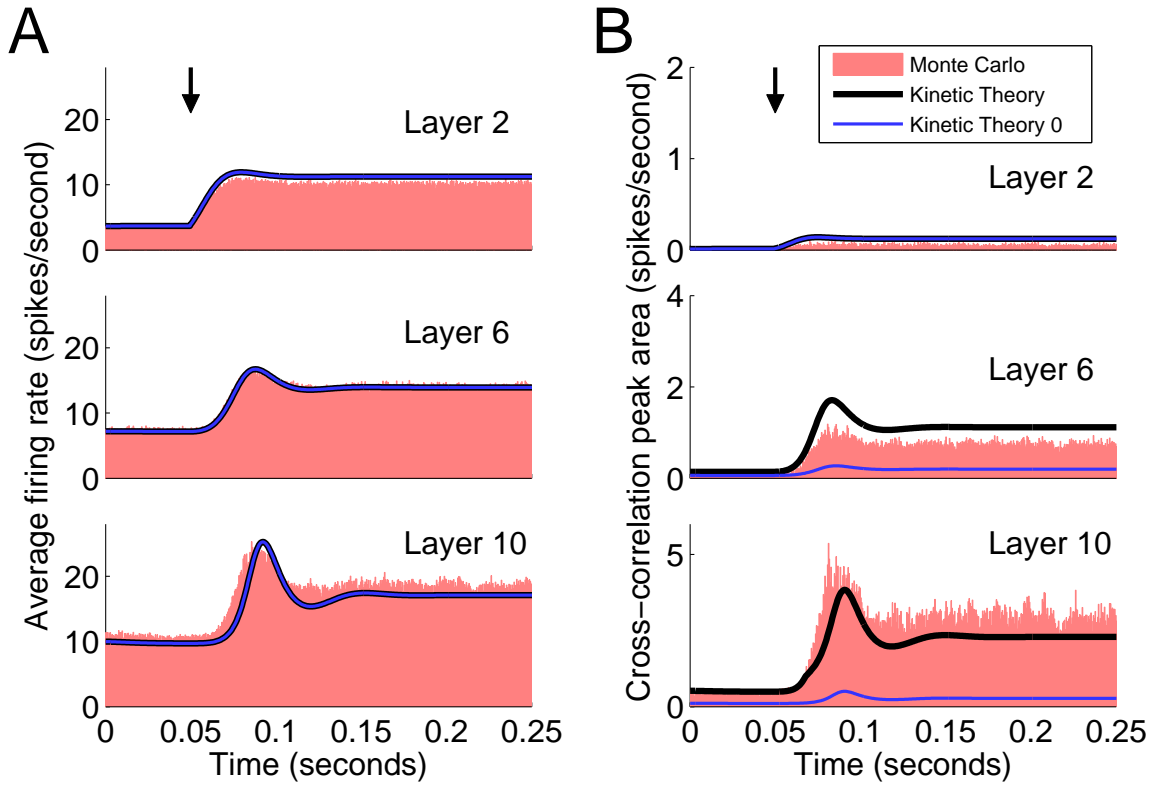 A
Average firing rate (spikes/second)
Layer 2
20
10
0
Layer 6
20
10
0
Layer 10
20
10
0
0 0.05 0.1 0.15 0.2 0.25
Time (seconds)
B
Cross−correlation peak area (spikes/second)
Monte Carlo
Kinetic Theory
Kinetic Theory 0
2
1
0
Layer 2
4
2
0
Layer 6
5
0
Layer 10
0 0.05 0.1 0.15 0.2 0.25
Time (seconds)